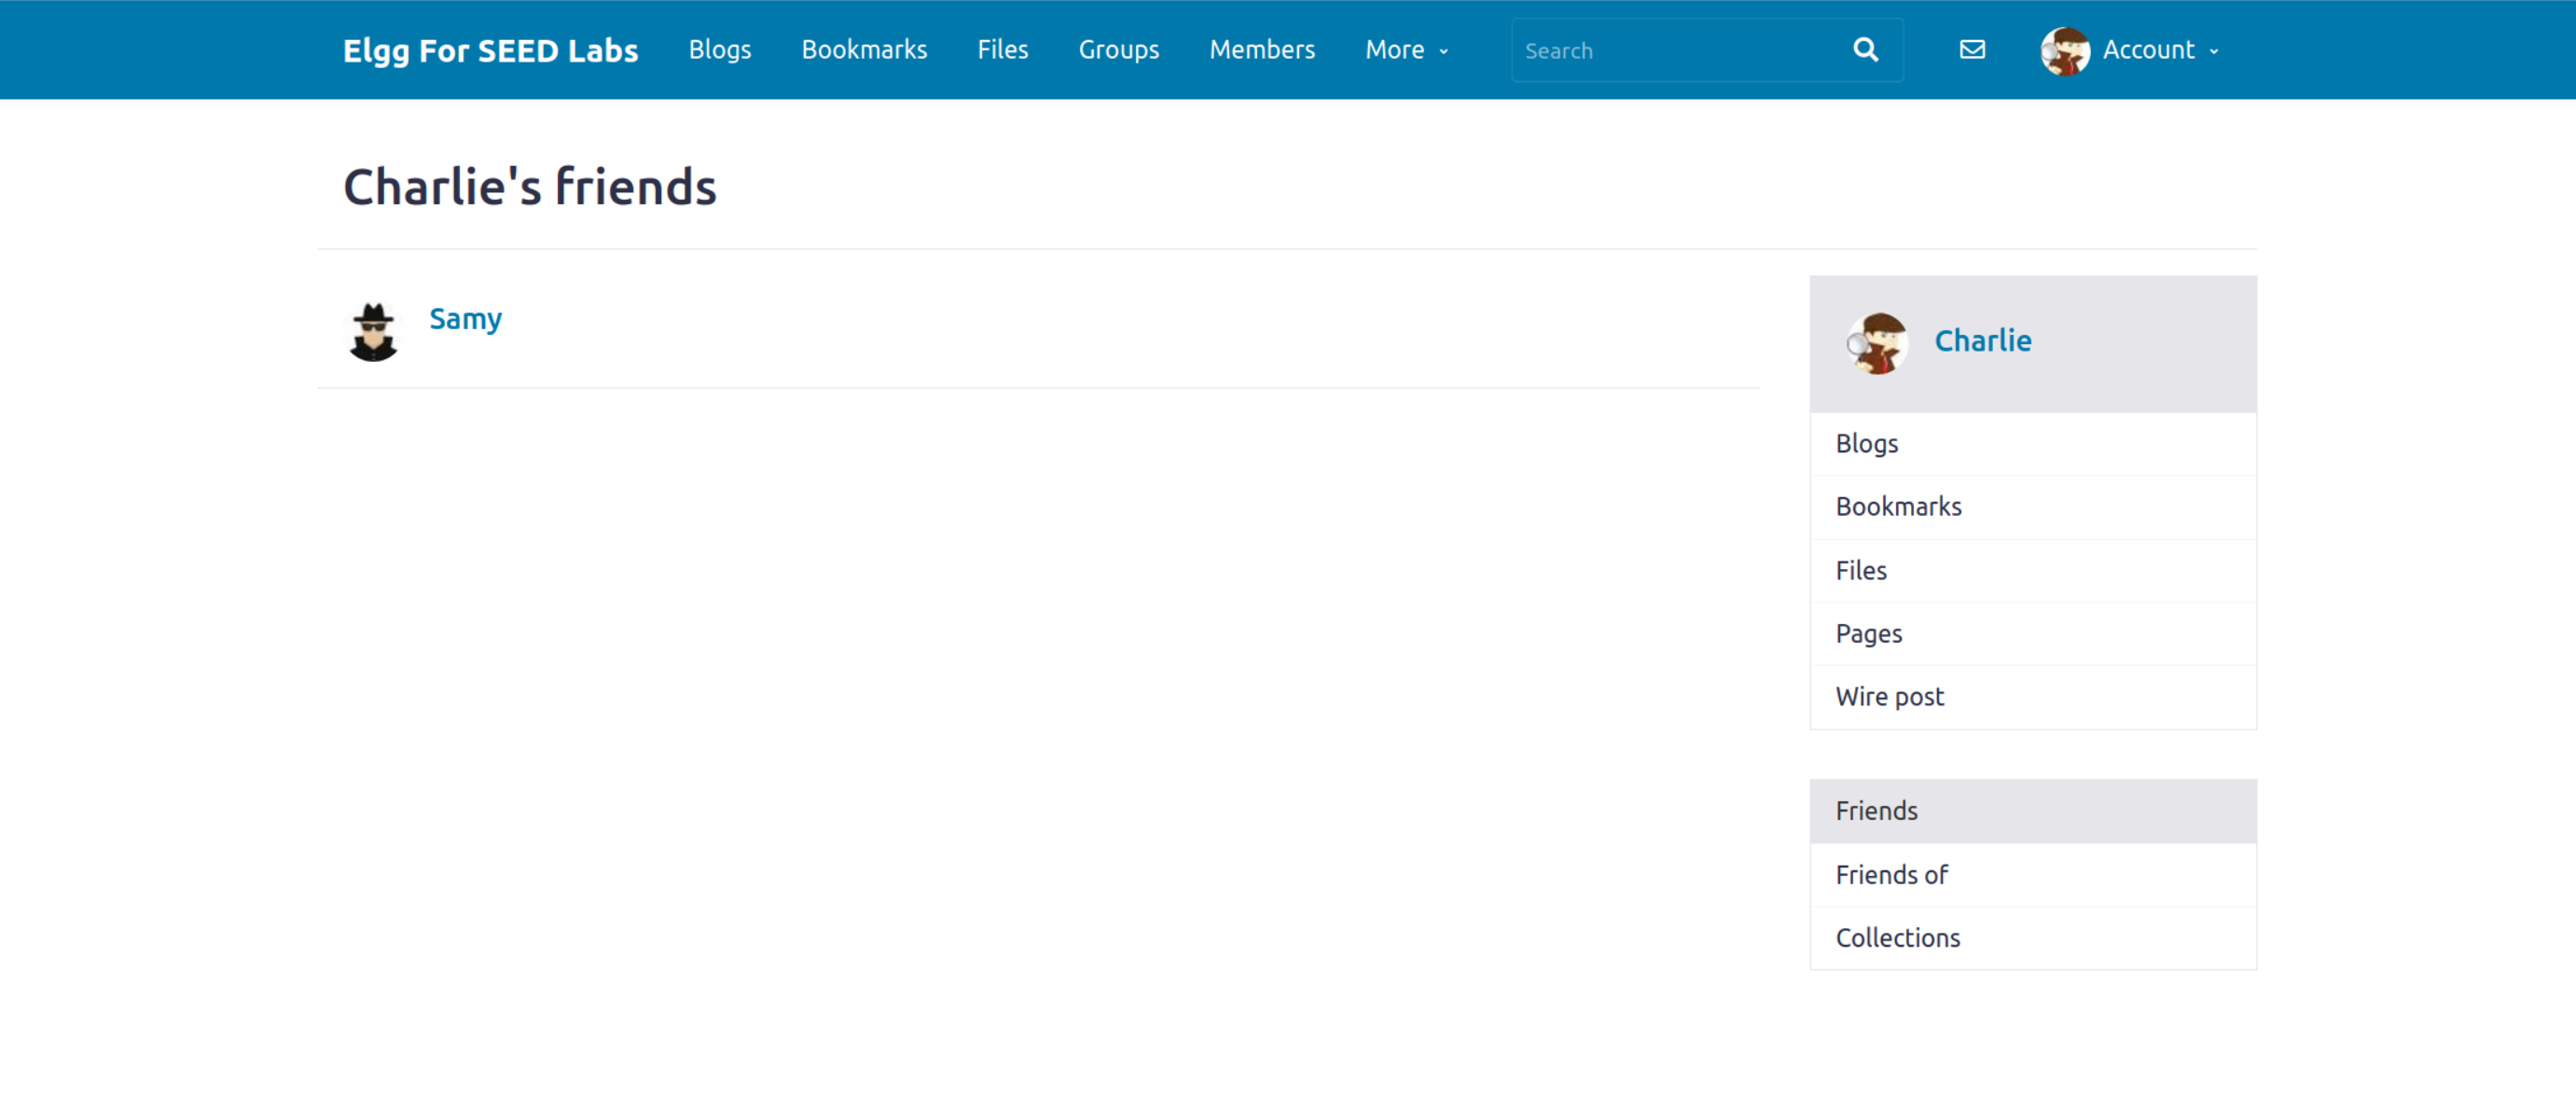 Elgg For SEED Labs Blogs Bookmarks Files Groups Members More Search Account
Charlie's friends
Samy
Charlie
Blogs
Bookmarks
Files
Pages
Wire post
Friends
Friends of
Collections